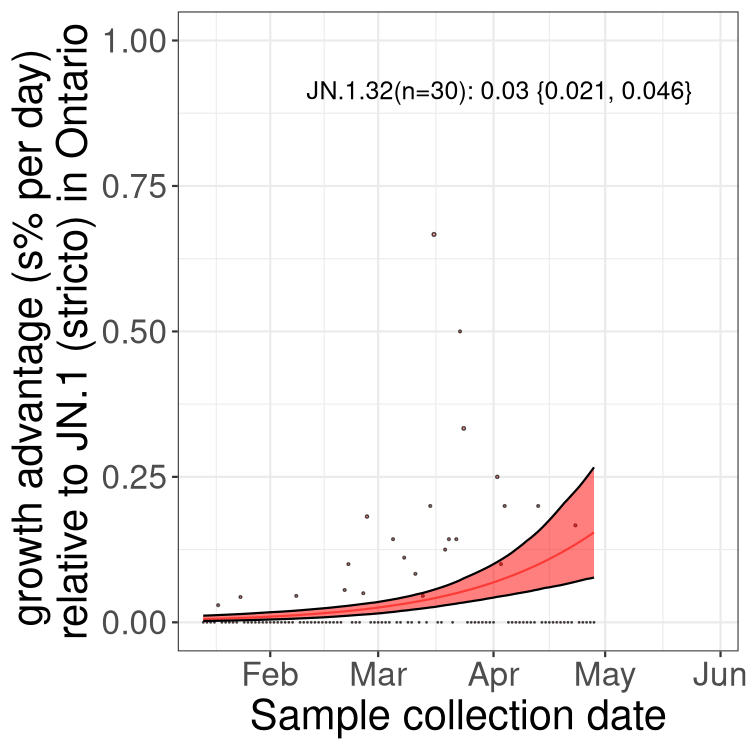 growth advantage (s% per day)
relative to JN.1 (stricto) in Ontario
1.00
0.75
0.50
0.25
0.00
JN.1.32(n=30): 0.03 {0.021, 0.046}
Feb Mar Apr May Jun
Sample collection date